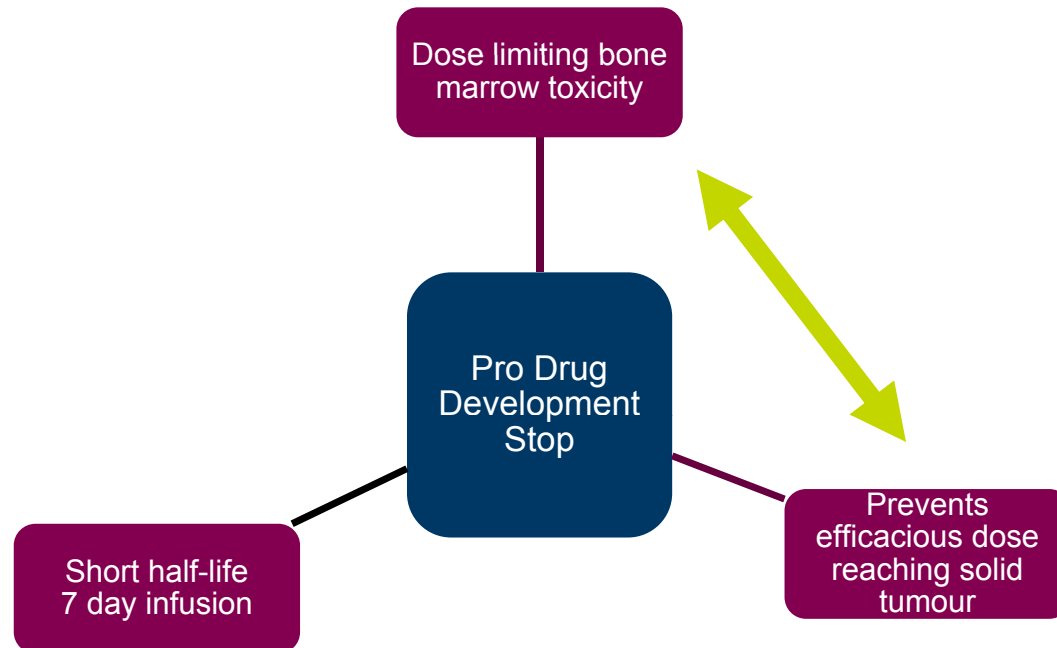 Dose limiting bone
marrow toxicity
Pro Drug
Development
Stop
Short half-life
7 day infusion
Prevents
efficacious dose
reaching solid
tumour